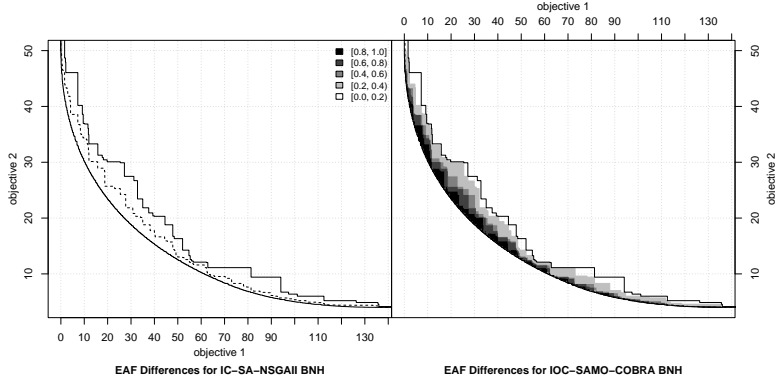 objective 1
0 10 20 30 40 50 60 70 80 90 110 130
50
40
30
20
10
objective 2
[0.8, 1.0]
[0.6, 0.8)
[0.4, 0.6)
[0.2, 0.4)
[0.0, 0.2)
50
40
30
20
10
objective 2
0 10 20 30 40 50 60 70 80 90 110 130
objective 1
EAF Differences for IC−SA−NSGAII BNH
EAF Differences for IOC−SAMO−COBRA BNH